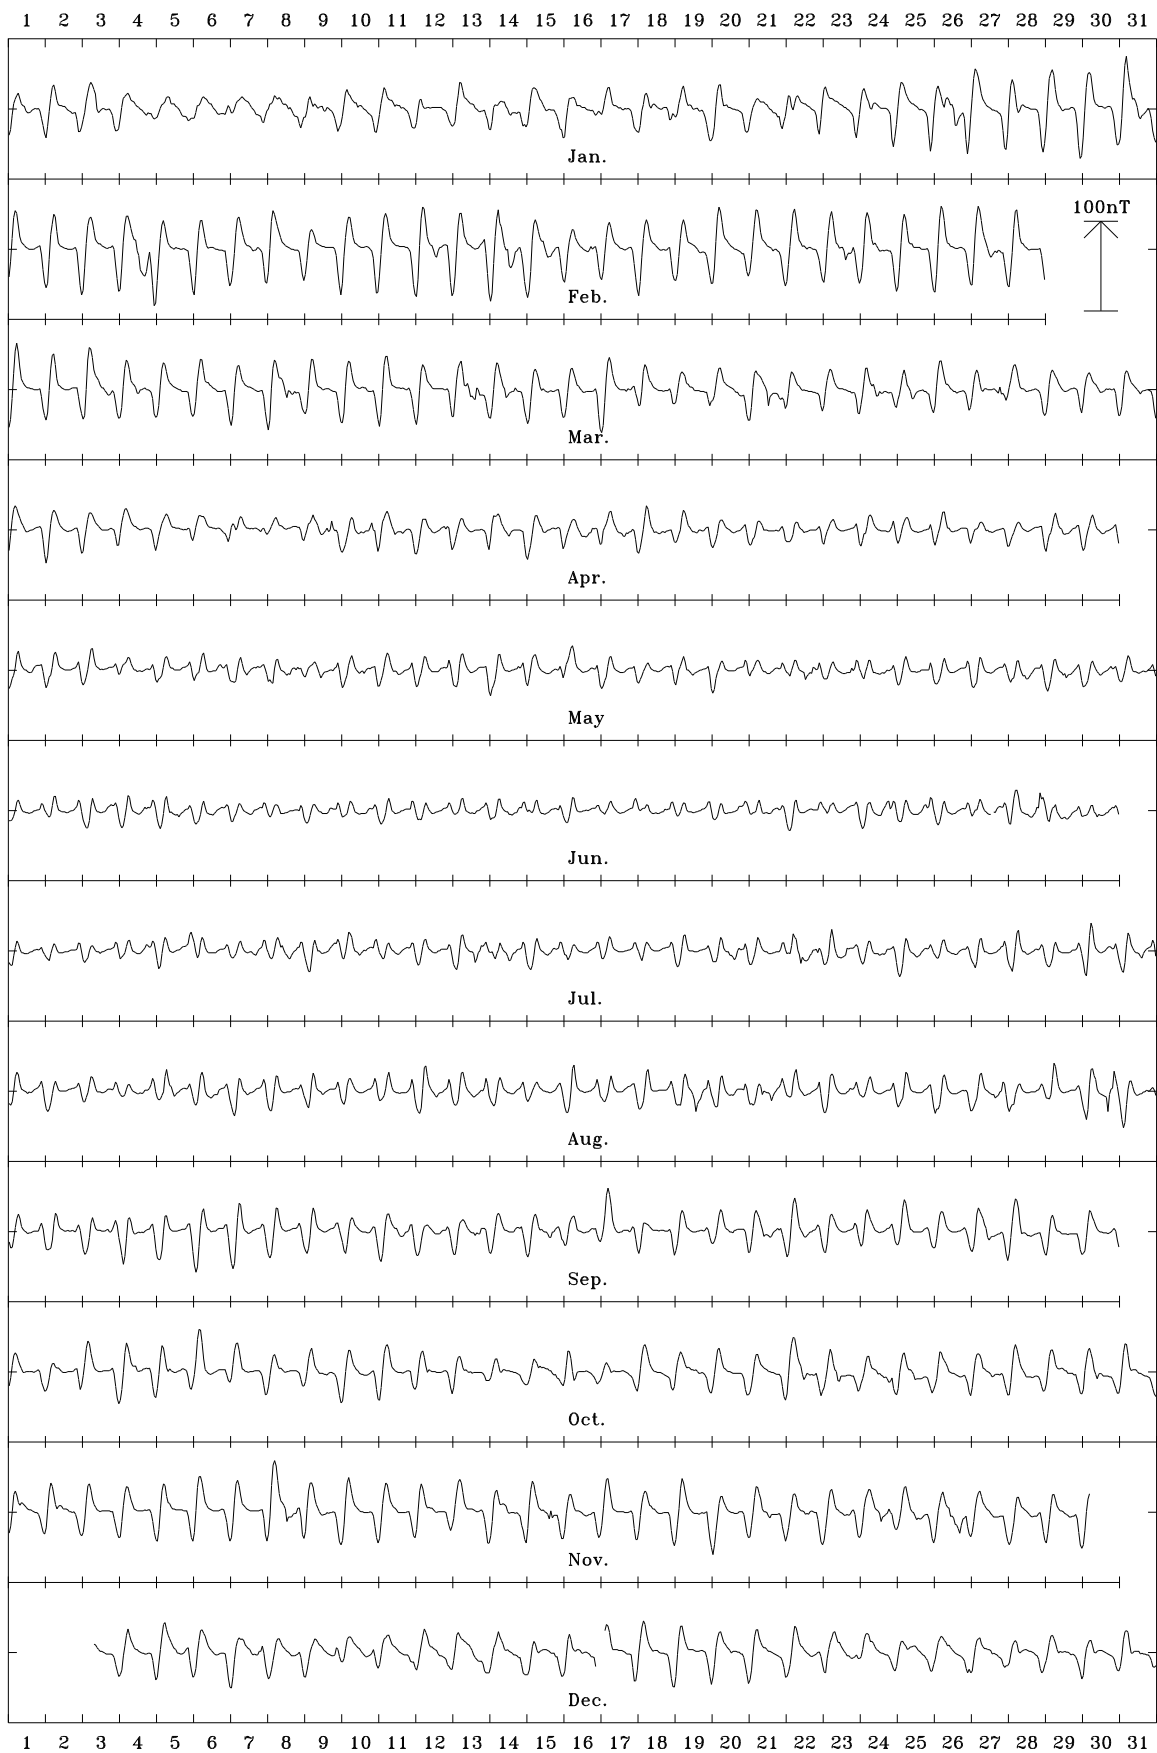 1 2 3 4 5 6 7 8 9 10 11 12 13 14 15 16 17 18 19 20 21 22 23 24 25 26 27 28 29 30 31
Jan.
100nT
Feb.
Mar.
Apr.
May
Jun.
Jul.
Aug.
Sep.
Oct.
Nov.
Dec.
1 2 3 4 5 6 7 8 9 10 11 12 13 14 15 16 17 18 19 20 21 22 23 24 25 26 27 28 29 30 31